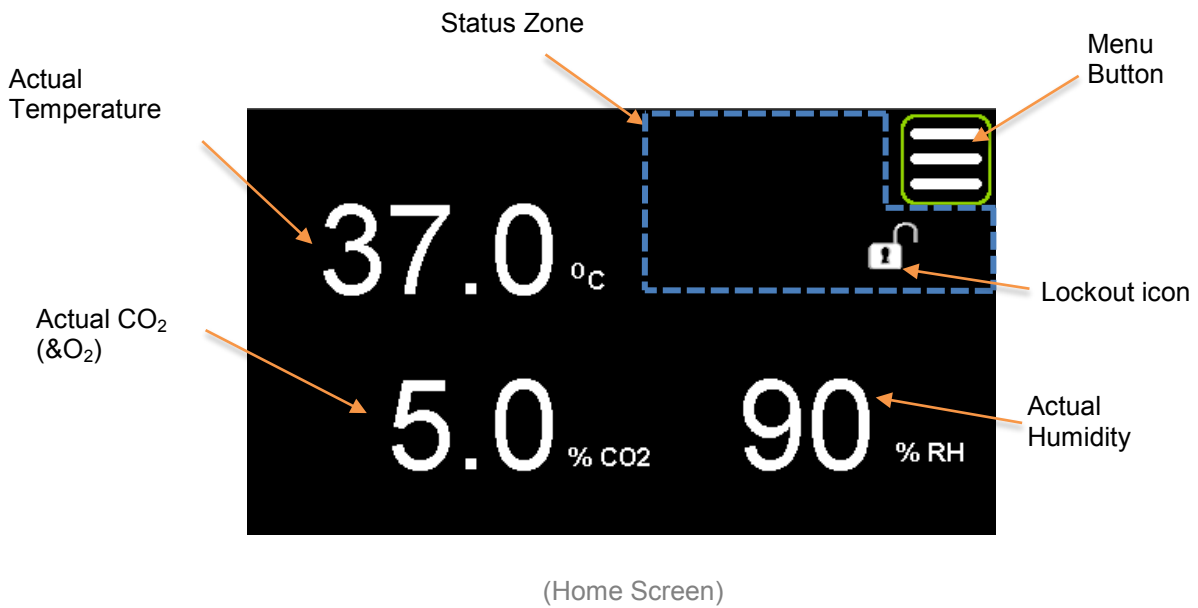 Status Zone
Menu
Button
Actual
Temperature
37.0 ⁰C
Lockout icon
Actual CO₂
(&O₂)
5.0 % CO2
90 % RH
Actual
Humidity
(Home Screen)